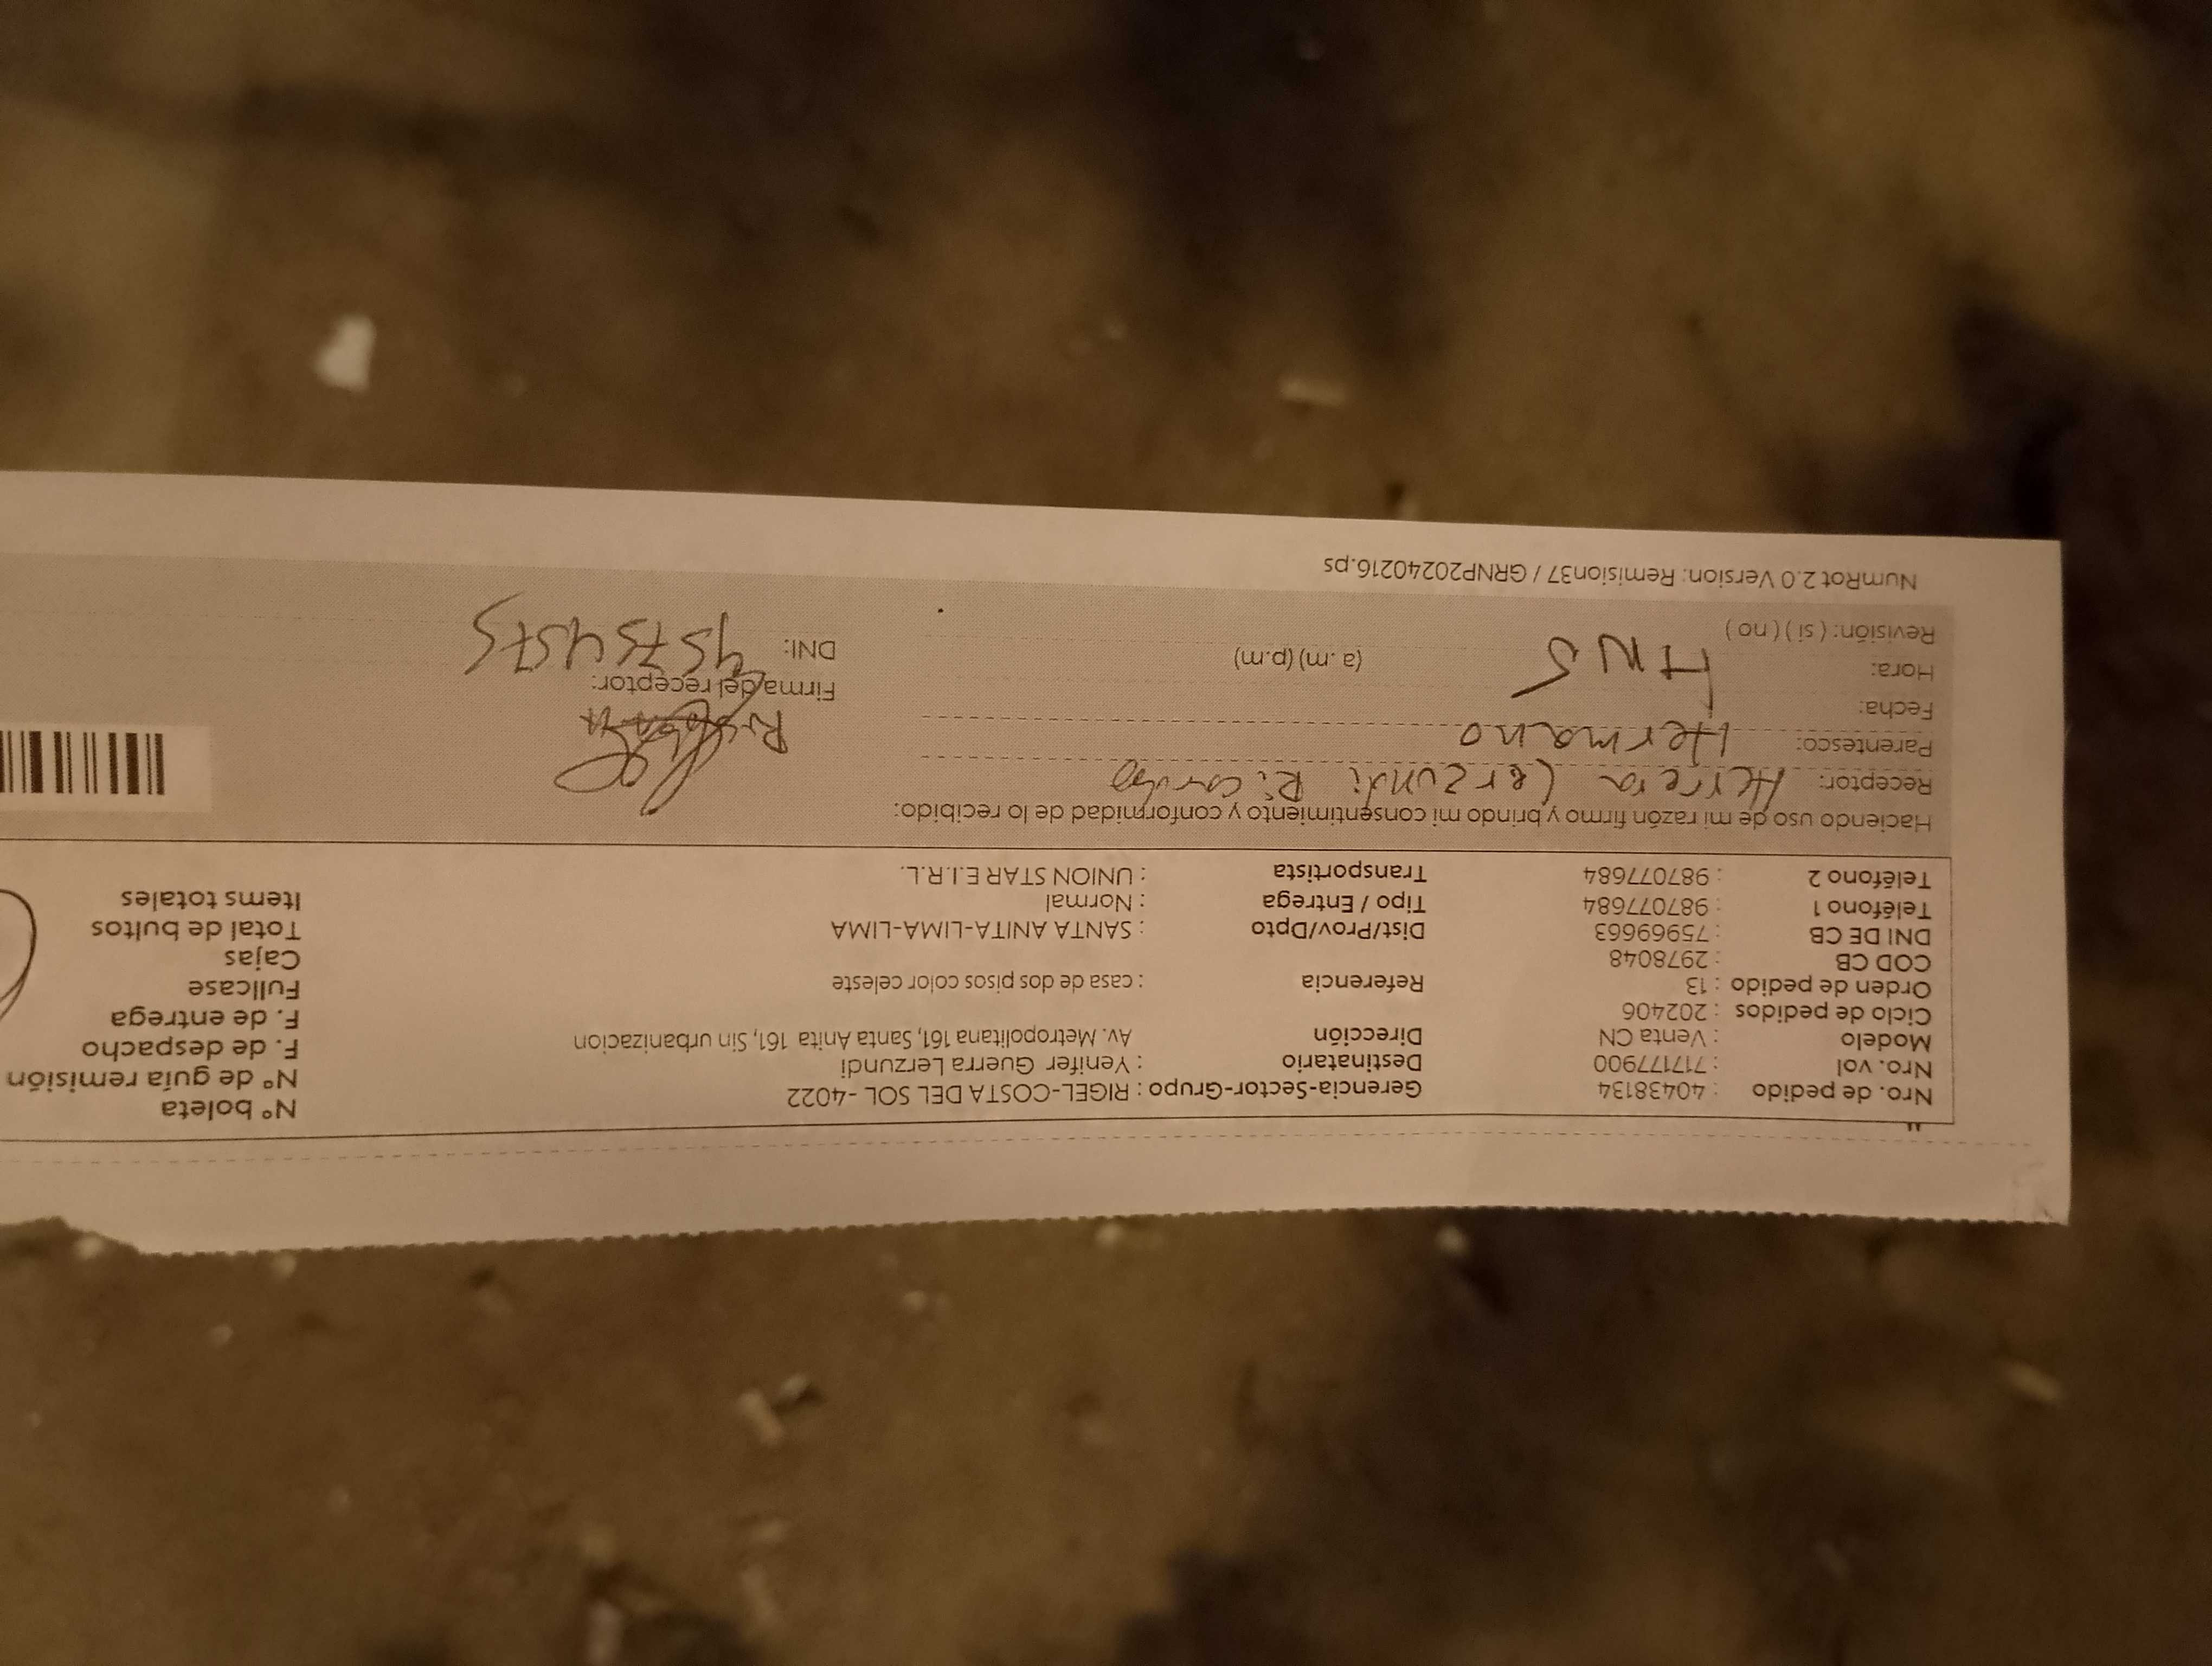 Nro. de pedido : 40438134 Gerencia-Sector-Grupo : RIGEL-COSTA DEL SOL -4022 N° boleta
Nro. vol : 717177900 Destinatario : Yenifer Guerra Lerzundi N° de guía remisión
Modelo : Venta CN Dirección Av. Metropolitana 161, Santa Anita 161, Sin urbanizacion F. de despacho
Ciclo de pedidos : 202406 F. de entrega
Orden de pedido : 13 Referencia : casa de dos pisos color celeste Fullcase
COD CB : 2978048 Cajas
DNI DE CB : 75969663 Dist/Prov/Dpto : SANTA ANITA-LIMA-LIMA Total de bultos
Teléfono 1 : 987077684 Tipo / Entrega : Normal Items totales
Teléfono 2 : 987077684 Transportista : UNION STAR E.I.R.L.
Haciendo uso de mi razón firmo y brindo mi consentimiento y conformidad de lo recibido:
Receptor: Herrera Lerzundi Ricardo
Parentesco: Hermano
Fecha: Firma del receptor:
Hora: (a.m) (p.m) DNI:
Revisión: ( si ) ( no )
NumRot 2.0 Version: Remision37 / GRNP20240216.ps